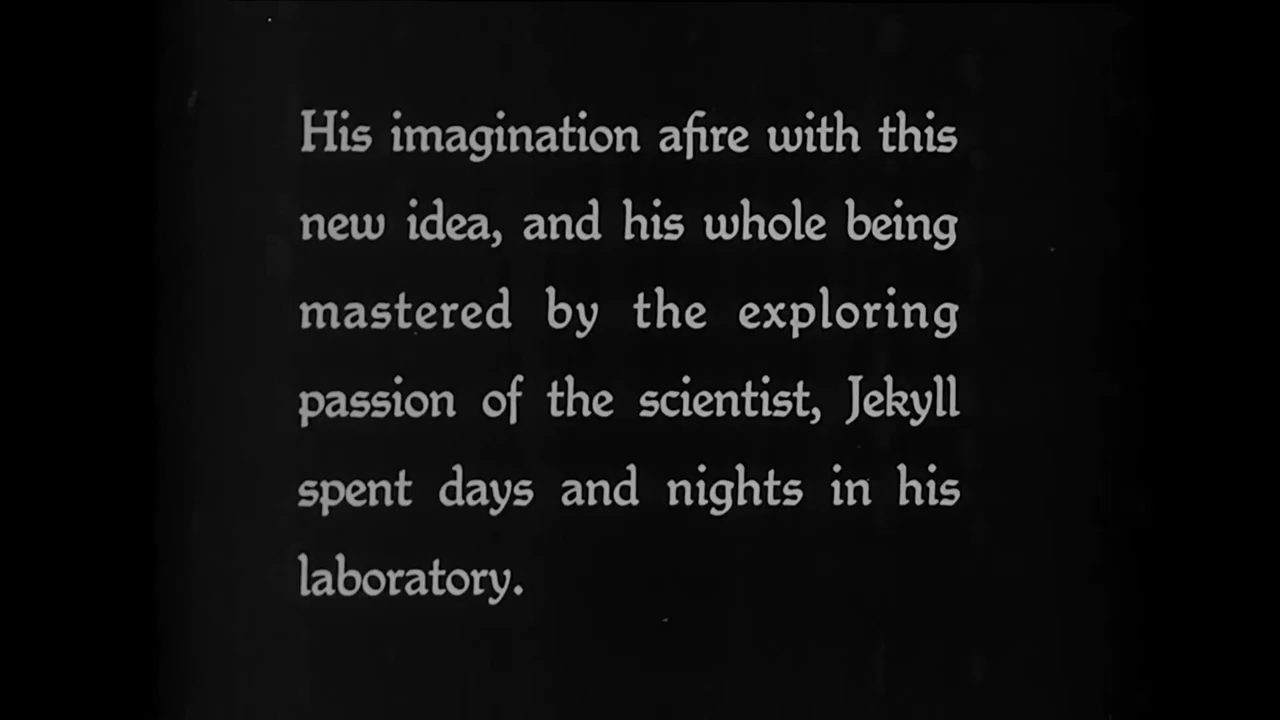 His imagination afire with this
new idea, and his whole being
mastered by the exploring
passion of the scientist, Jekyll
spent days and nights in his
laboratory.